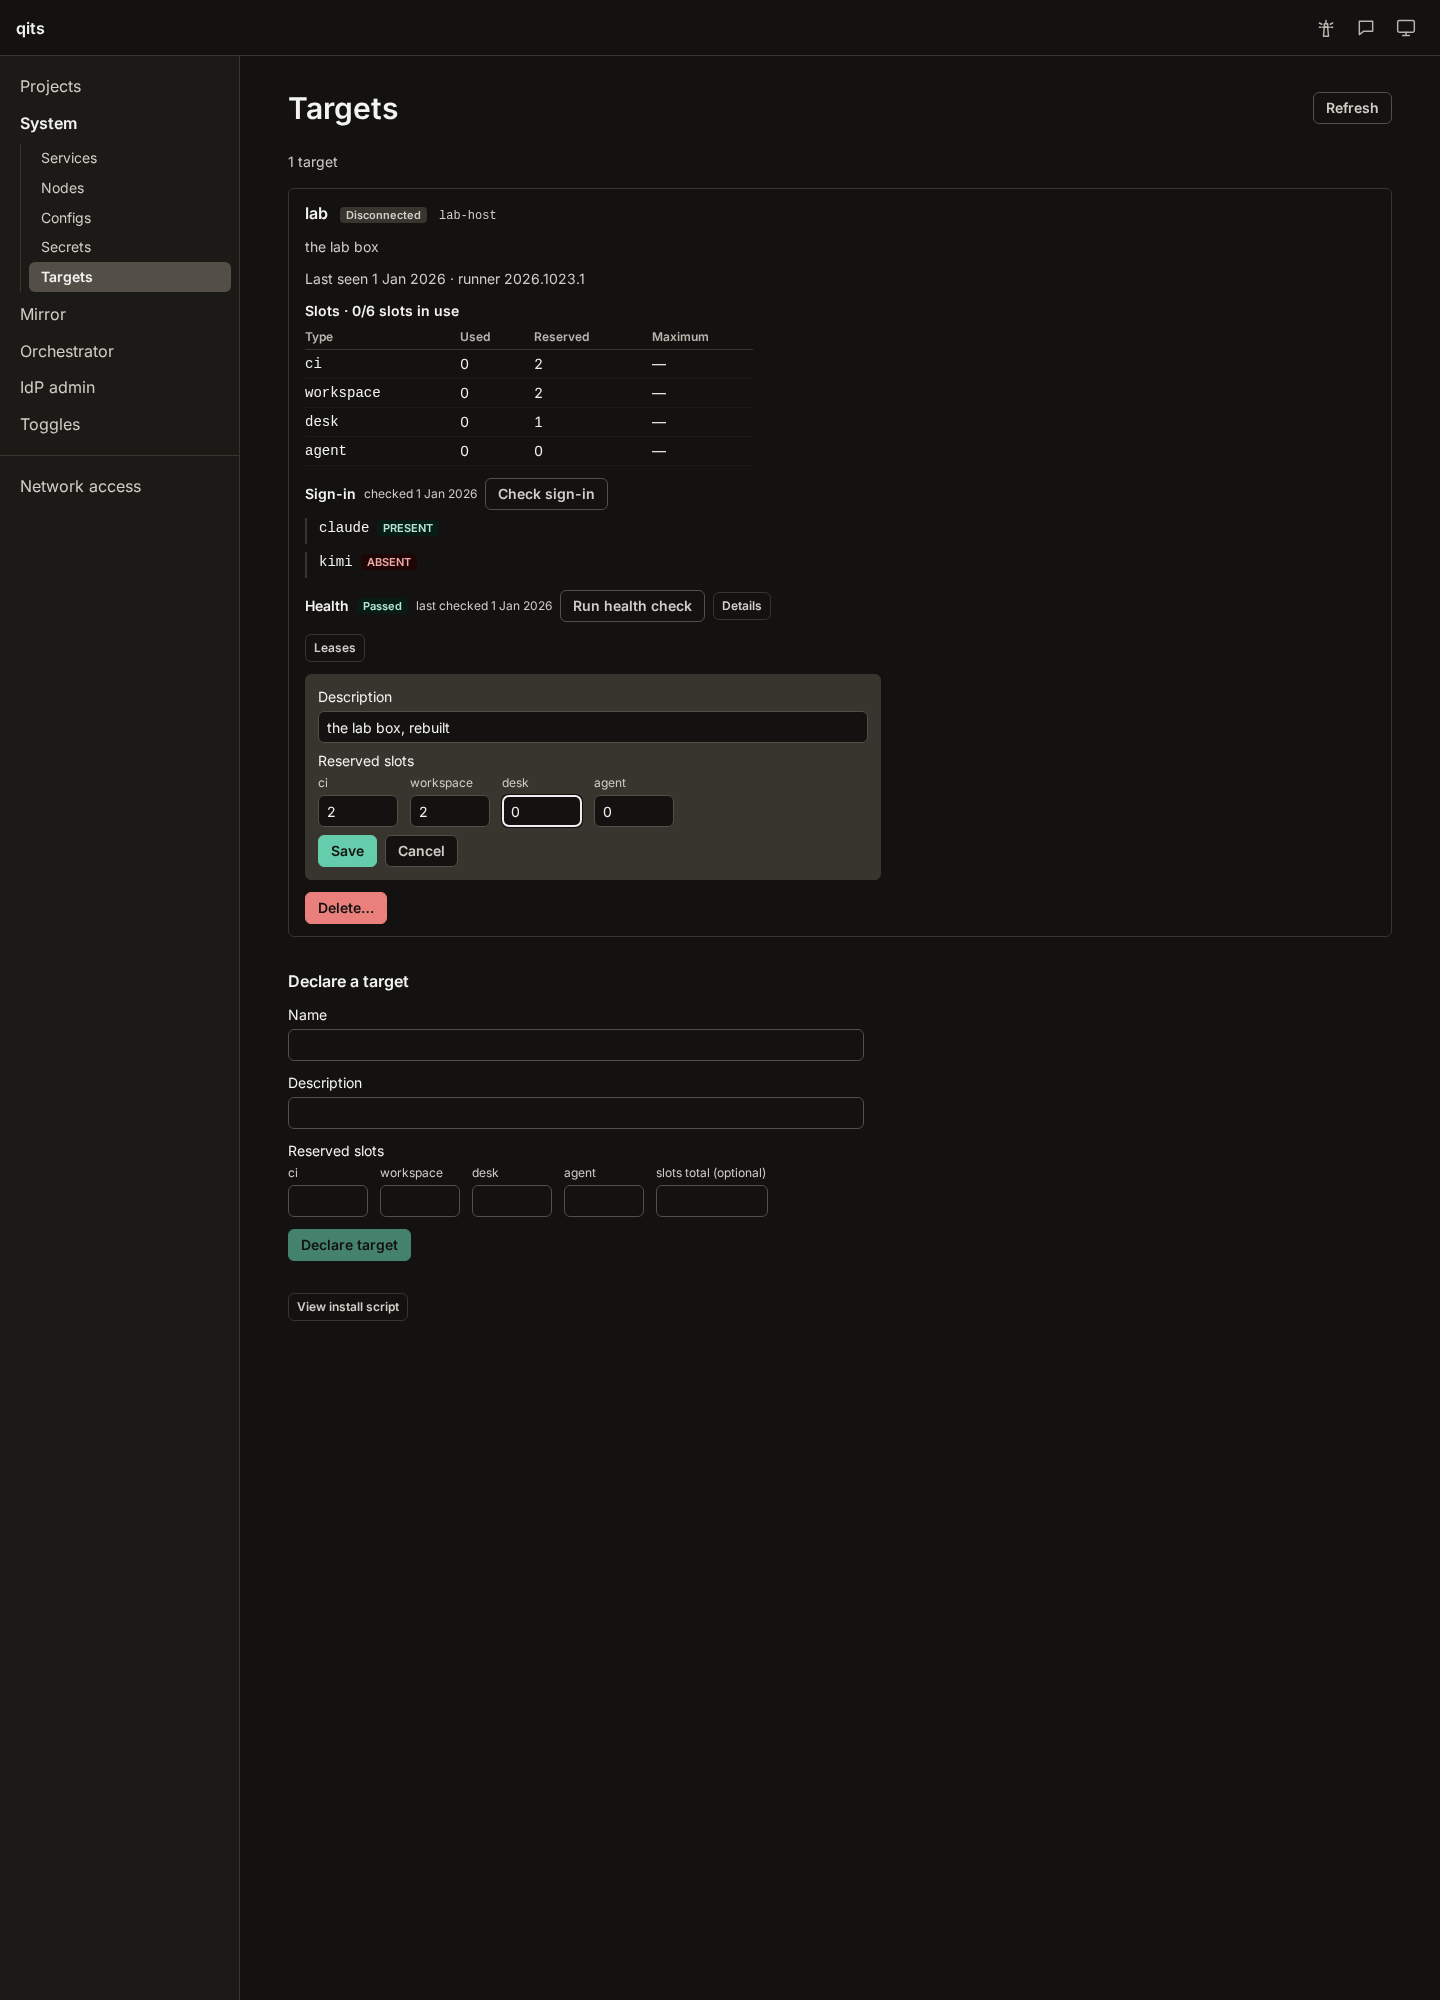 qits
Projects
System
Services
Nodes
Configs
Secrets
Targets
Mirror
Orchestrator
IdP admin
Toggles
Network access
Targets
Refresh
1 target
lab Disconnected lab-host
the lab box
Last seen 1 Jan 2026 · runner 2026.1023.1
Slots · 0/6 slots in use
Type Used Reserved Maximum
ci 0 2 —
workspace 0 2 —
desk 0 1 —
agent 0 0 —
Sign-in checked 1 Jan 2026 Check sign-in
claude PRESENT
kimi ABSENT
Health Passed last checked 1 Jan 2026 Run health check Details
Leases
Description
the lab box, rebuilt
Reserved slots
ci workspace desk agent
2 2 0 0
Save Cancel
Delete...
Declare a target
Name
Description
Reserved slots
ci workspace desk agent slots total (optional)
Declare target
View install script